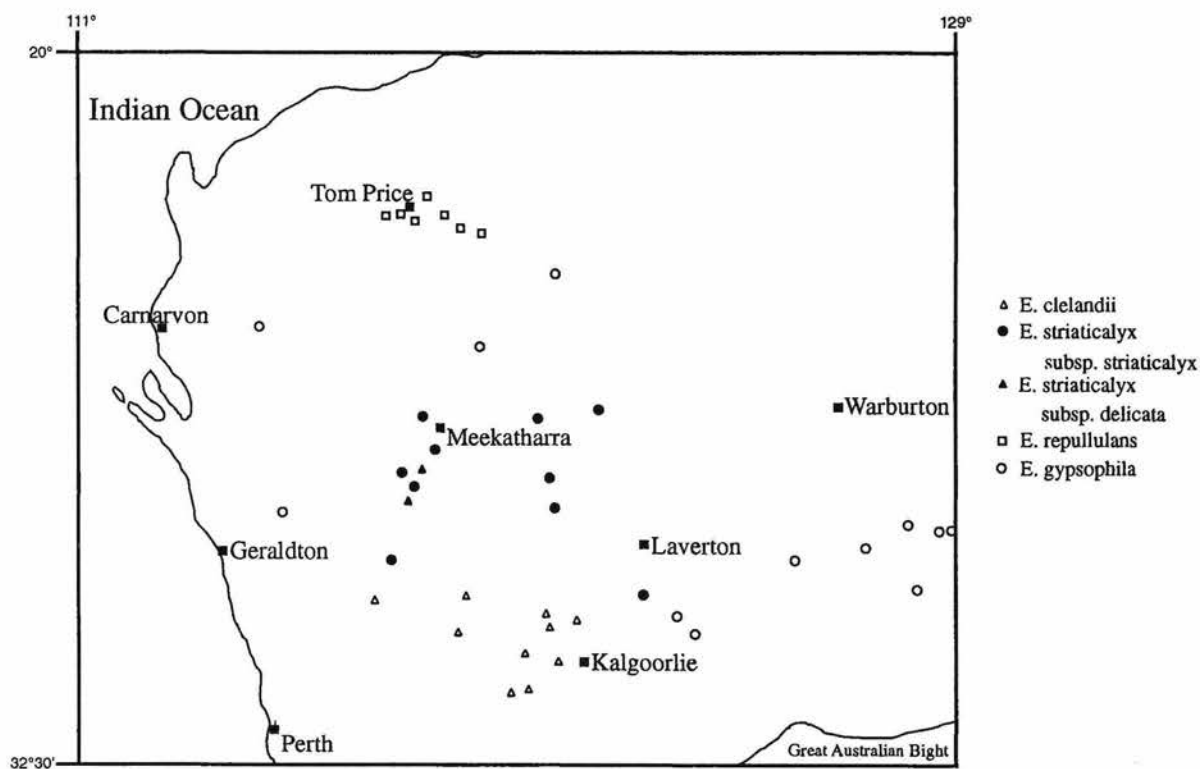 111° 129°
20°
Indian Ocean
Tom Price
Carnarvon
Meekatharra
Warburton
Geraldton
Laverton
Kalgoorlie
Perth
Great Australian Bight
32°30'
E. clelandii
E. striaticalyx
subsp. striaticalyx
E. striaticalyx
subsp. delicata
E. repullulans
E. gypsophila